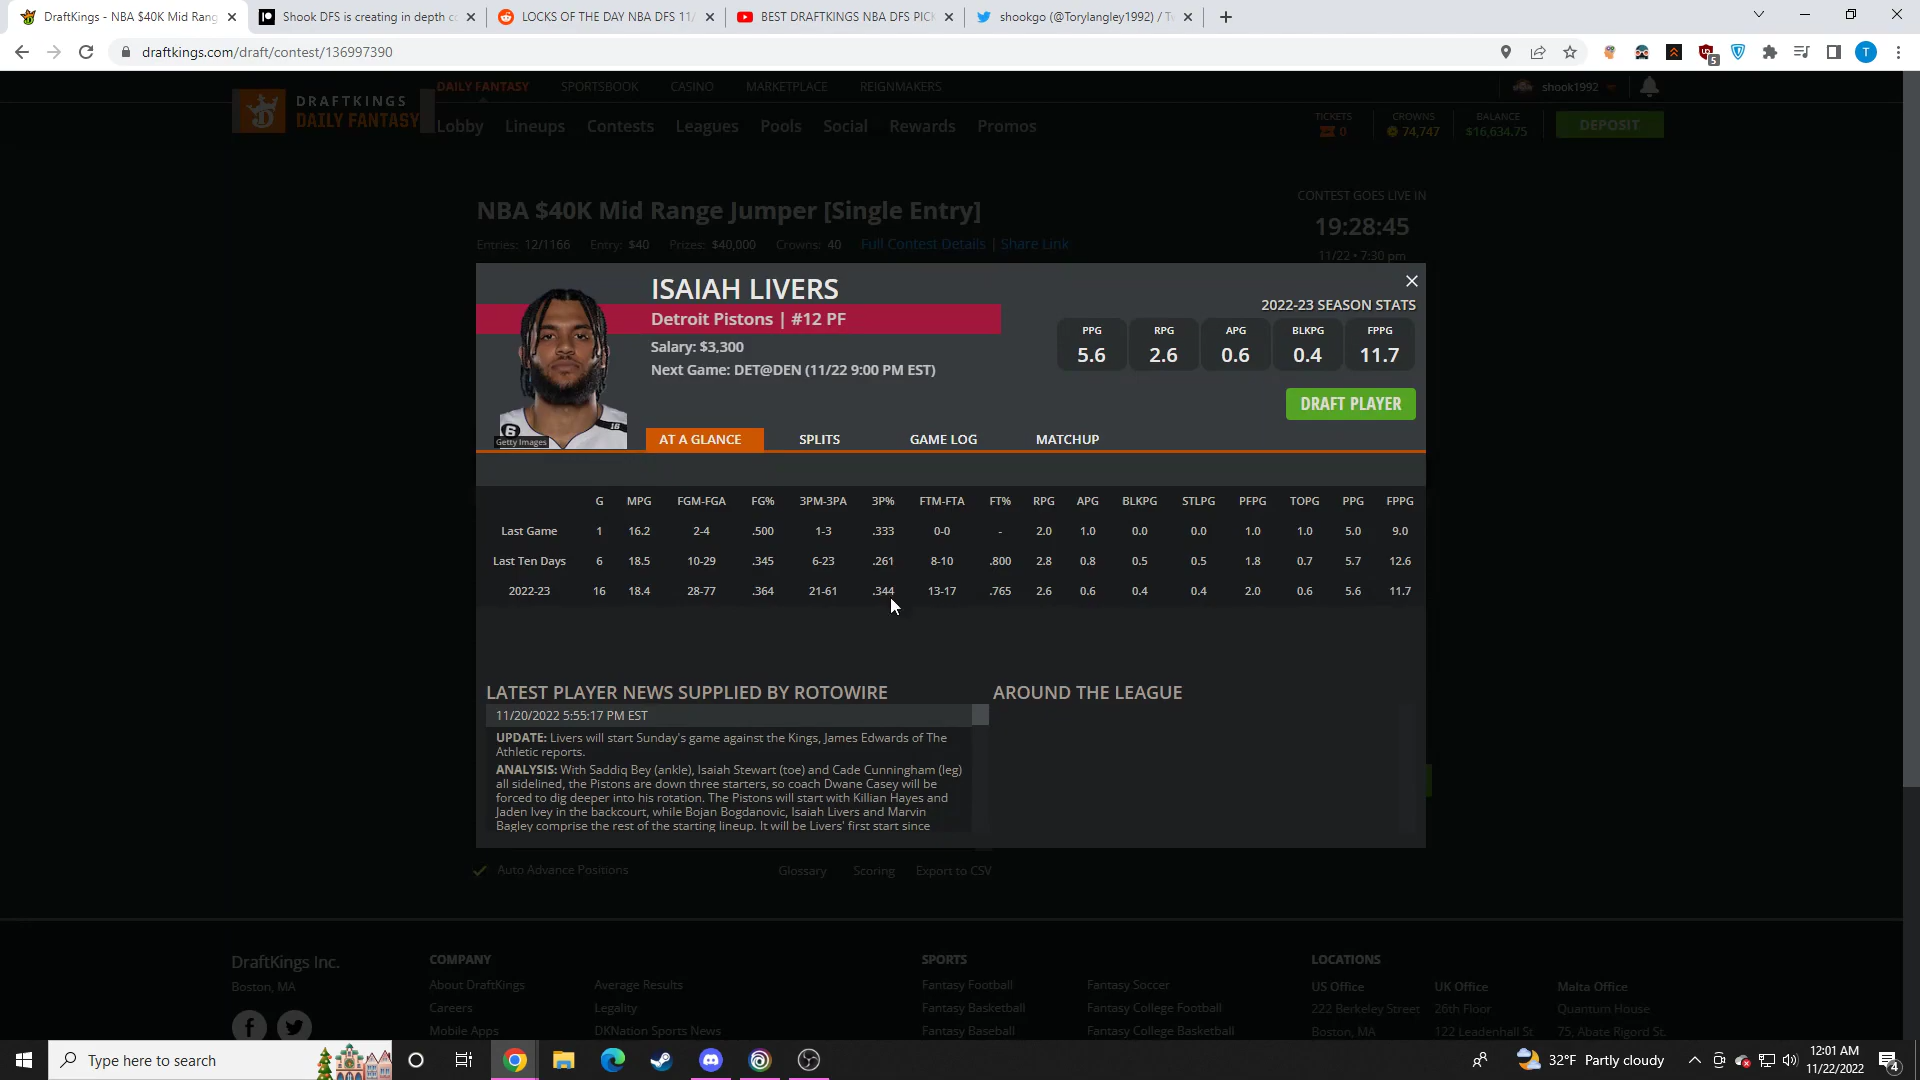 DraftKings - NBA $40K Mid Rang
Shook DFS is creating in depth co
LOCKS OF THE DAY NBA DFS 11/
BEST DRAFTKINGS NBA DFS PICK
shookgo (@Torylangley1992) / Tw
draftkings.com/draft/contest/136997390
5
T
DRAFTKINGS
DAILY FANTASY
DAILY FANTASY
SPORTSBOOK
CASINO
MARKETPLACE
REIGNMAKERS
shook1992
Lobby
Lineups
Contests
Leagues
Pools
Social
Rewards
Promos
TICKETS
0
CROWNS
74,747
BALANCE
$16,634.75
DEPOSIT
NBA $40K Mid Range Jumper [Single Entry]
Entries: 12/1166 Entry: $40 Prizes: $40,000 Crowns: 40 Full Contest Details | Share Link
CONTEST GOES LIVE IN
19:28:45
11/22 • 7:30 pm
ISAIAH LIVERS
Detroit Pistons | #12 PF
Salary: $3,300
Next Game: DET@DEN (11/22 9:00 PM EST)
Getty Images
2022-23 SEASON STATS
PPG RPG APG BLKPG FPPG
5.6 2.6 0.6 0.4 11.7
DRAFT PLAYER
AT A GLANCE SPLITS GAME LOG MATCHUP
G MPG FGM-FGA FG% 3PM-3PA 3P% FTM-FTA FT% RPG APG BLKPG STLPG PFPG TOPG PPG FPPG
Last Game 1 16.2 2-4 .500 1-3 .333 0-0 - 2.0 1.0 0.0 0.0 1.0 1.0 5.0 9.0
Last Ten Days 6 18.5 10-29 .345 6-23 .261 8-10 .800 2.8 0.8 0.5 0.5 1.8 0.7 5.7 12.6
2022-23 16 18.4 28-77 .364 21-61 .344 13-17 .765 2.6 0.6 0.4 0.4 2.0 0.6 5.6 11.7
LATEST PLAYER NEWS SUPPLIED BY ROTOWIRE
11/20/2022 5:55:17 PM EST
UPDATE: Livers will start Sunday's game against the Kings, James Edwards of The
Athletic reports.
ANALYSIS: With Saddiq Bey (ankle), Isaiah Stewart (toe) and Cade Cunningham (leg)
all sidelined, the Pistons are down three starters, so coach Dwane Casey will be
forced to dig deeper into his rotation. The Pistons will start with Killian Hayes and
Jaden Ivey in the backcourt, while Bojan Bogdanovic, Isaiah Livers and Marvin
Bagley comprise the rest of the starting lineup. It will be Livers' first start since
AROUND THE LEAGUE
Auto Advance Positions
Glossary
Scoring
Export to CSV
DraftKings Inc.
Boston, MA
COMPANY
About DraftKings
Careers
Mobile Apps
Average Results
Legality
DKNation Sports News
SPORTS
Fantasy Football
Fantasy Basketball
Fantasy Baseball
Fantasy Soccer
Fantasy College Football
Fantasy College Basketball
LOCATIONS
US Office
222 Berkeley Street
Boston, MA
UK Office
26th Floor
122 Leadenhall St
Malta Office
Quantum House
75, Abate Rigord St.
Type here to search
32°F Partly cloudy
12:01 AM
11/22/2022
4